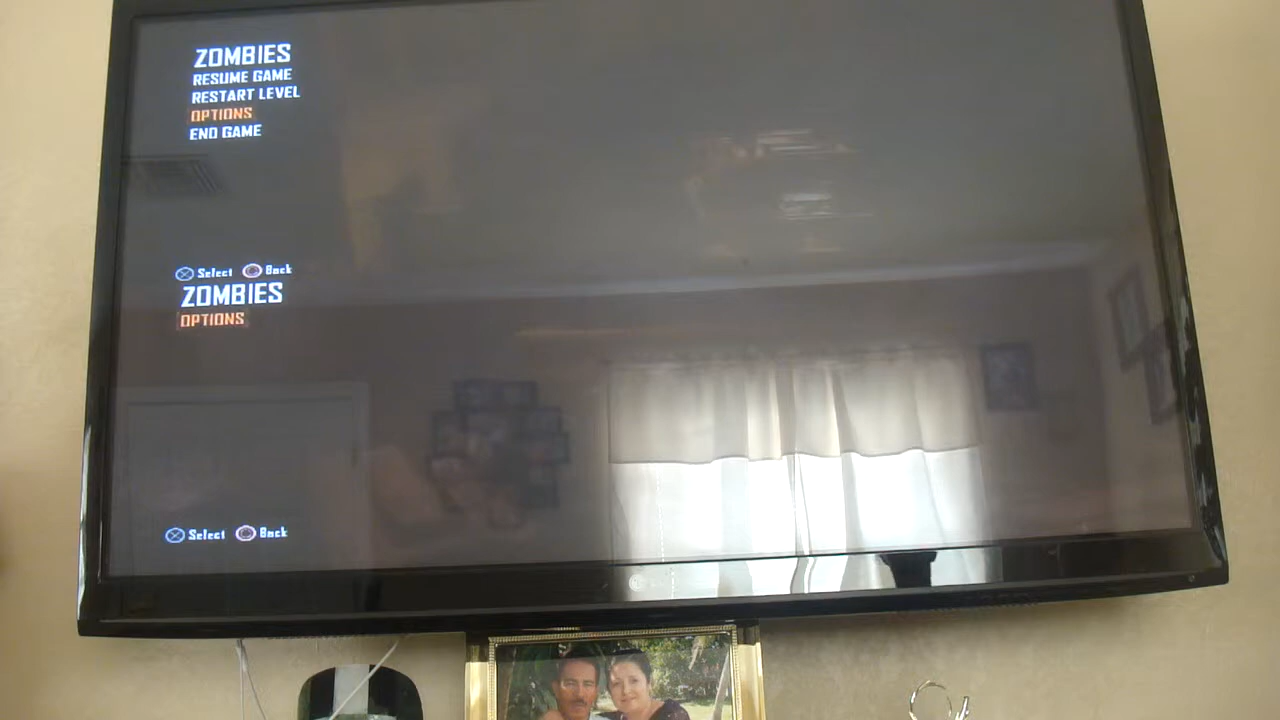 ZOMBIES
RESUME GAME
RESTART LEVEL
OPTIONS
END GAME
Select Back
ZOMBIES
OPTIONS
Select Back